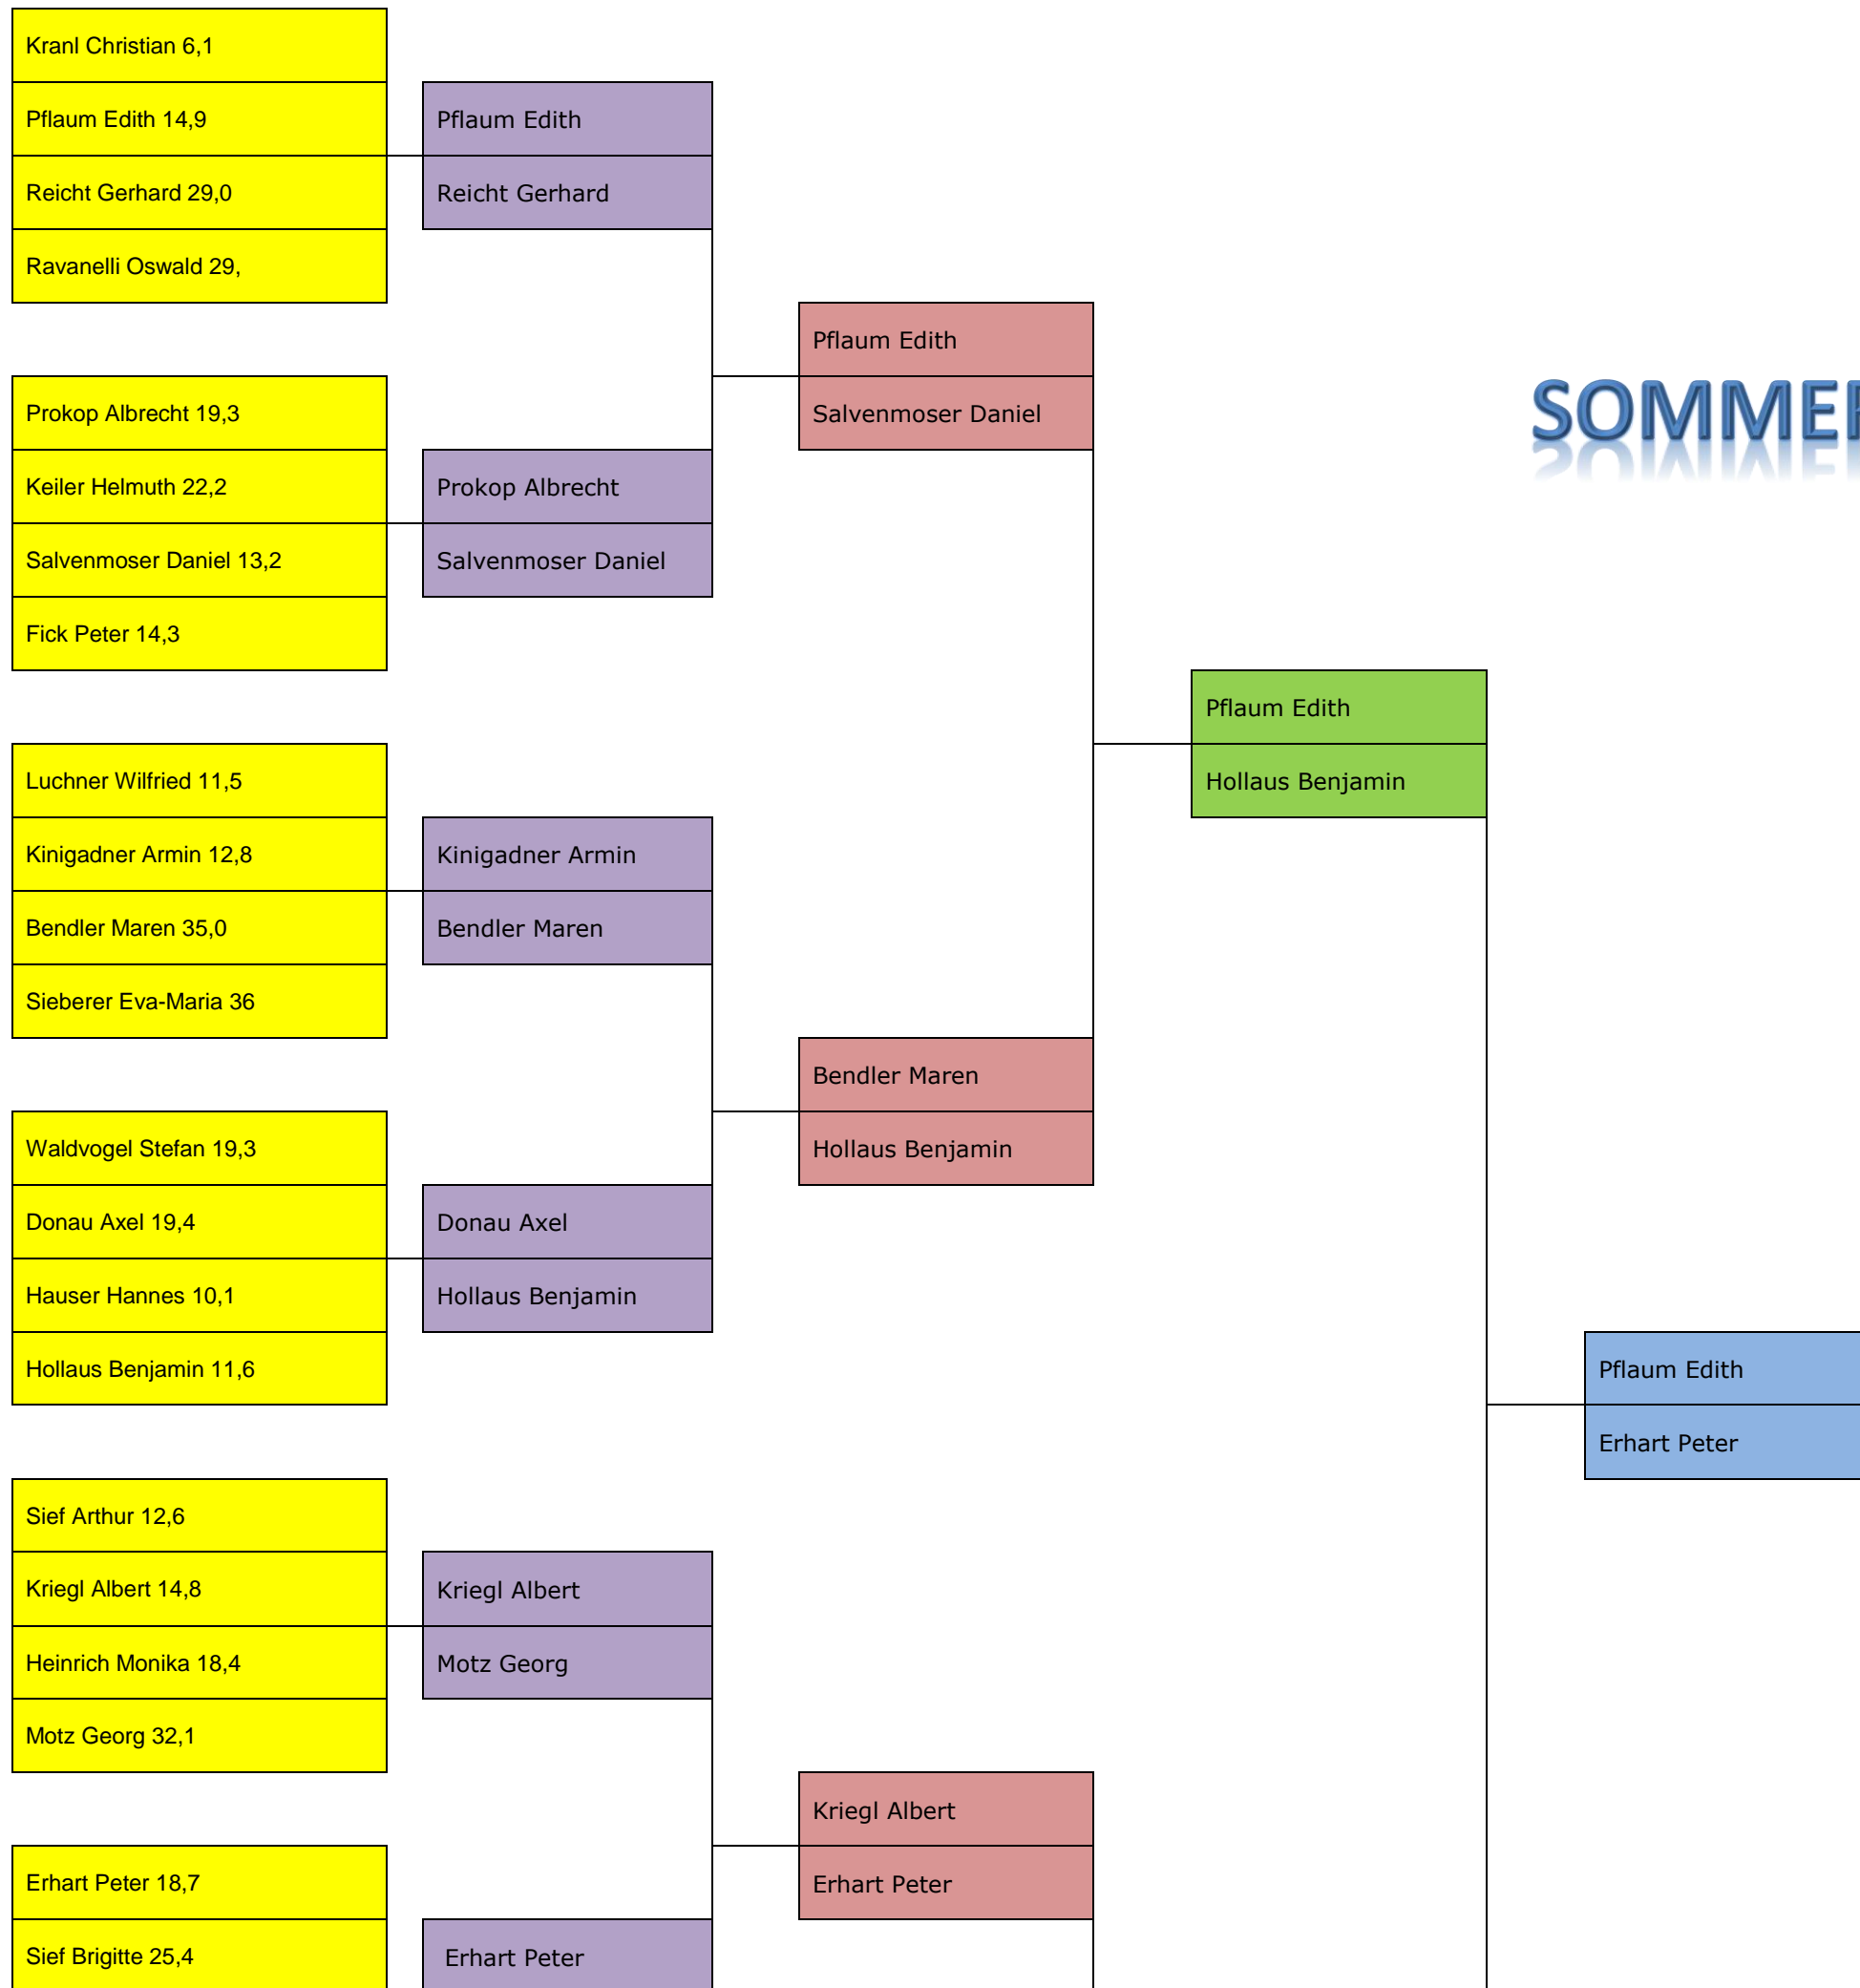 Kranl Christian 6,1
Pflaum Edith 14,9
Reicht Gerhard 29,0
Ravanelli Oswald 29,
Prokop Albrecht 19,3
Keiler Helmuth 22,2
Salvenmoser Daniel 13,2
Fick Peter 14,3
Luchner Wilfried 11,5
Kinigadner Armin 12,8
Bendler Maren 35,0
Sieberer Eva-Maria 36
Waldvogel Stefan 19,3
Donau Axel 19,4
Hauser Hannes 10,1
Hollaus Benjamin 11,6
Sief Arthur 12,6
Kriegl Albert 14,8
Heinrich Monika 18,4
Motz Georg 32,1
Erhart Peter 18,7
Sief Brigitte 25,4
Pflaum Edith
Reicht Gerhard
Prokop Albrecht
Salvenmoser Daniel
Kinigadner Armin
Bendler Maren
Donau Axel
Hollaus Benjamin
Kriegl Albert
Motz Georg
Erhart Peter
Pflaum Edith
Salvenmoser Daniel
Bendler Maren
Hollaus Benjamin
Kriegl Albert
Erhart Peter
Pflaum Edith
Hollaus Benjamin
SOMMER
Pflaum Edith
Erhart Peter